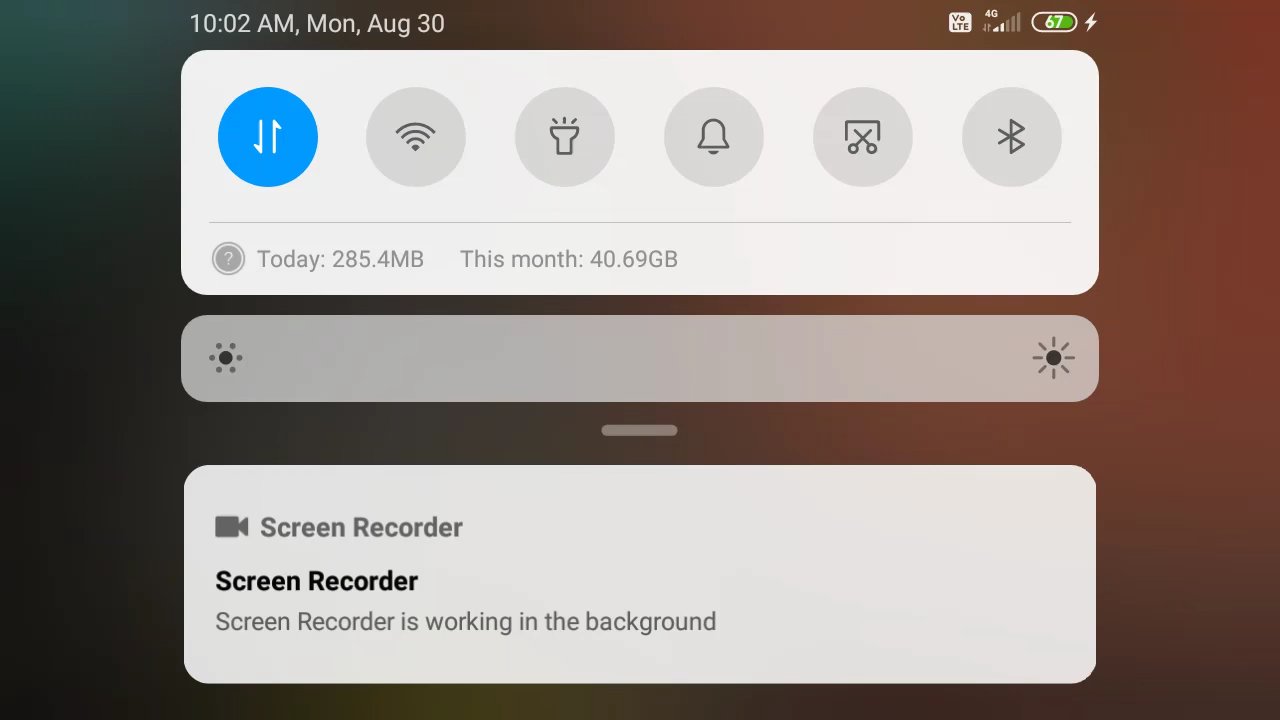 10:02 AM, Mon, Aug 30
Vo LTE 4G 67
? Today: 285.4MB This month: 40.69GB
Screen Recorder
Screen Recorder
Screen Recorder is working in the background